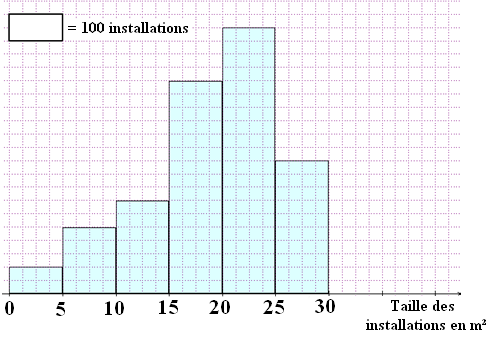 = 100 installations
0 5 10 15 20 25 30
Taille des
installations en m²